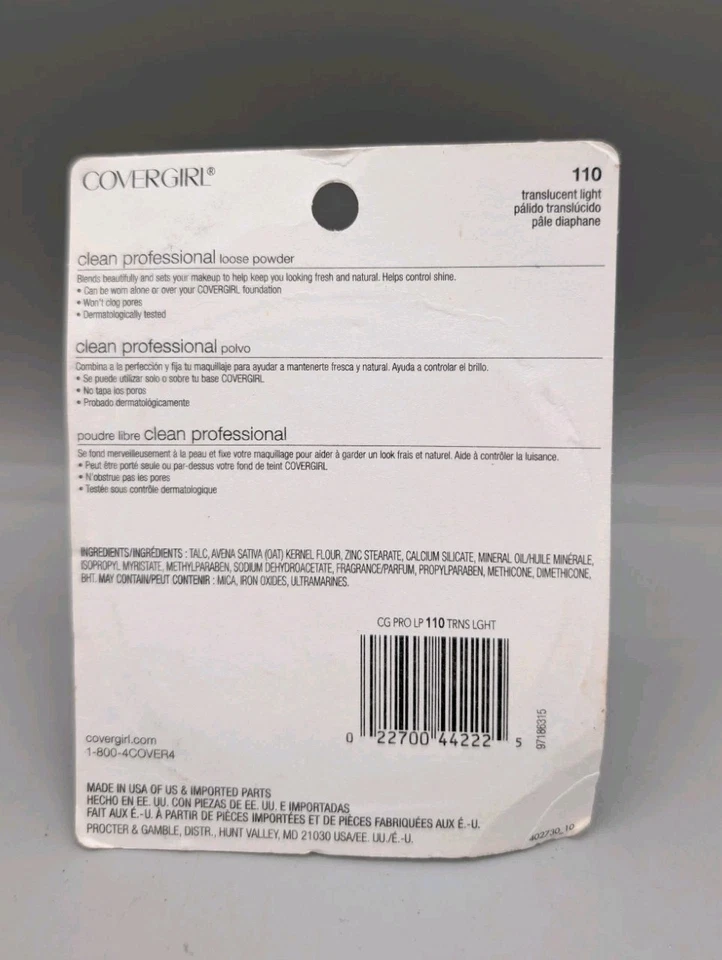 COVERGIRL®
110
translucent light
pálido translúcido
pâle diaphane
clean professional loose powder
Blends beautifully and sets your makeup to help keep you looking fresh and natural. Helps control shine.
• Can be worn alone or over your COVERGIRL foundation
• Won't clog pores
• Dermatologically tested
clean professional polvo
Combina a la perfección y fija tu maquillaje para ayudar a mantenerte fresca y natural. Ayuda a controlar el brillo.
• Se puede utilizar solo o sobre tu base COVERGIRL
• No tapa los poros
• Probado dermatológicamente
poudre libre clean professional
Se fond merveilleusement à la peau et fixe votre maquillage pour aider à garder un look frais et naturel. Aide à contrôler la luisance.
• Peut être porté seule ou par-dessus votre fond de teint COVERGIRL
• N'obstrue pas les pores
• Testée sous contrôle dermatologique
INGREDIENTS/INGRÉDIENTS : TALC, AVENA SATIVA (OAT) KERNEL FLOUR, ZINC STEARATE, CALCIUM SILICATE, MINERAL OIL/HUILE MINÉRALE,
ISOPROPYL MYRISTATE, METHYLPARABEN, SODIUM DEHYDROACETATE, FRAGRANCE/PARFUM, PROPYLPARABEN, METHICONE, DIMETHICONE,
BHT. MAY CONTAIN/PEUT CONTENIR : MICA, IRON OXIDES, ULTRAMARINES.
CG PRO LP 110 TRNS LGHT
0 22700 44222 5
97186315
covergirl.com
1-800-4COVER4
MADE IN USA OF US & IMPORTED PARTS
HECHO EN EE. UU. CON PIEZAS DE EE. UU. E IMPORTADAS
FAIT AUX É.-U. À PARTIR DE PIÈCES IMPORTÉES ET DE PIÈCES FABRIQUÉES AUX É.-U.
PROCTER & GAMBLE, DISTR., HUNT VALLEY, MD 21030 USA/EE. UU./É.-U.
402730_10